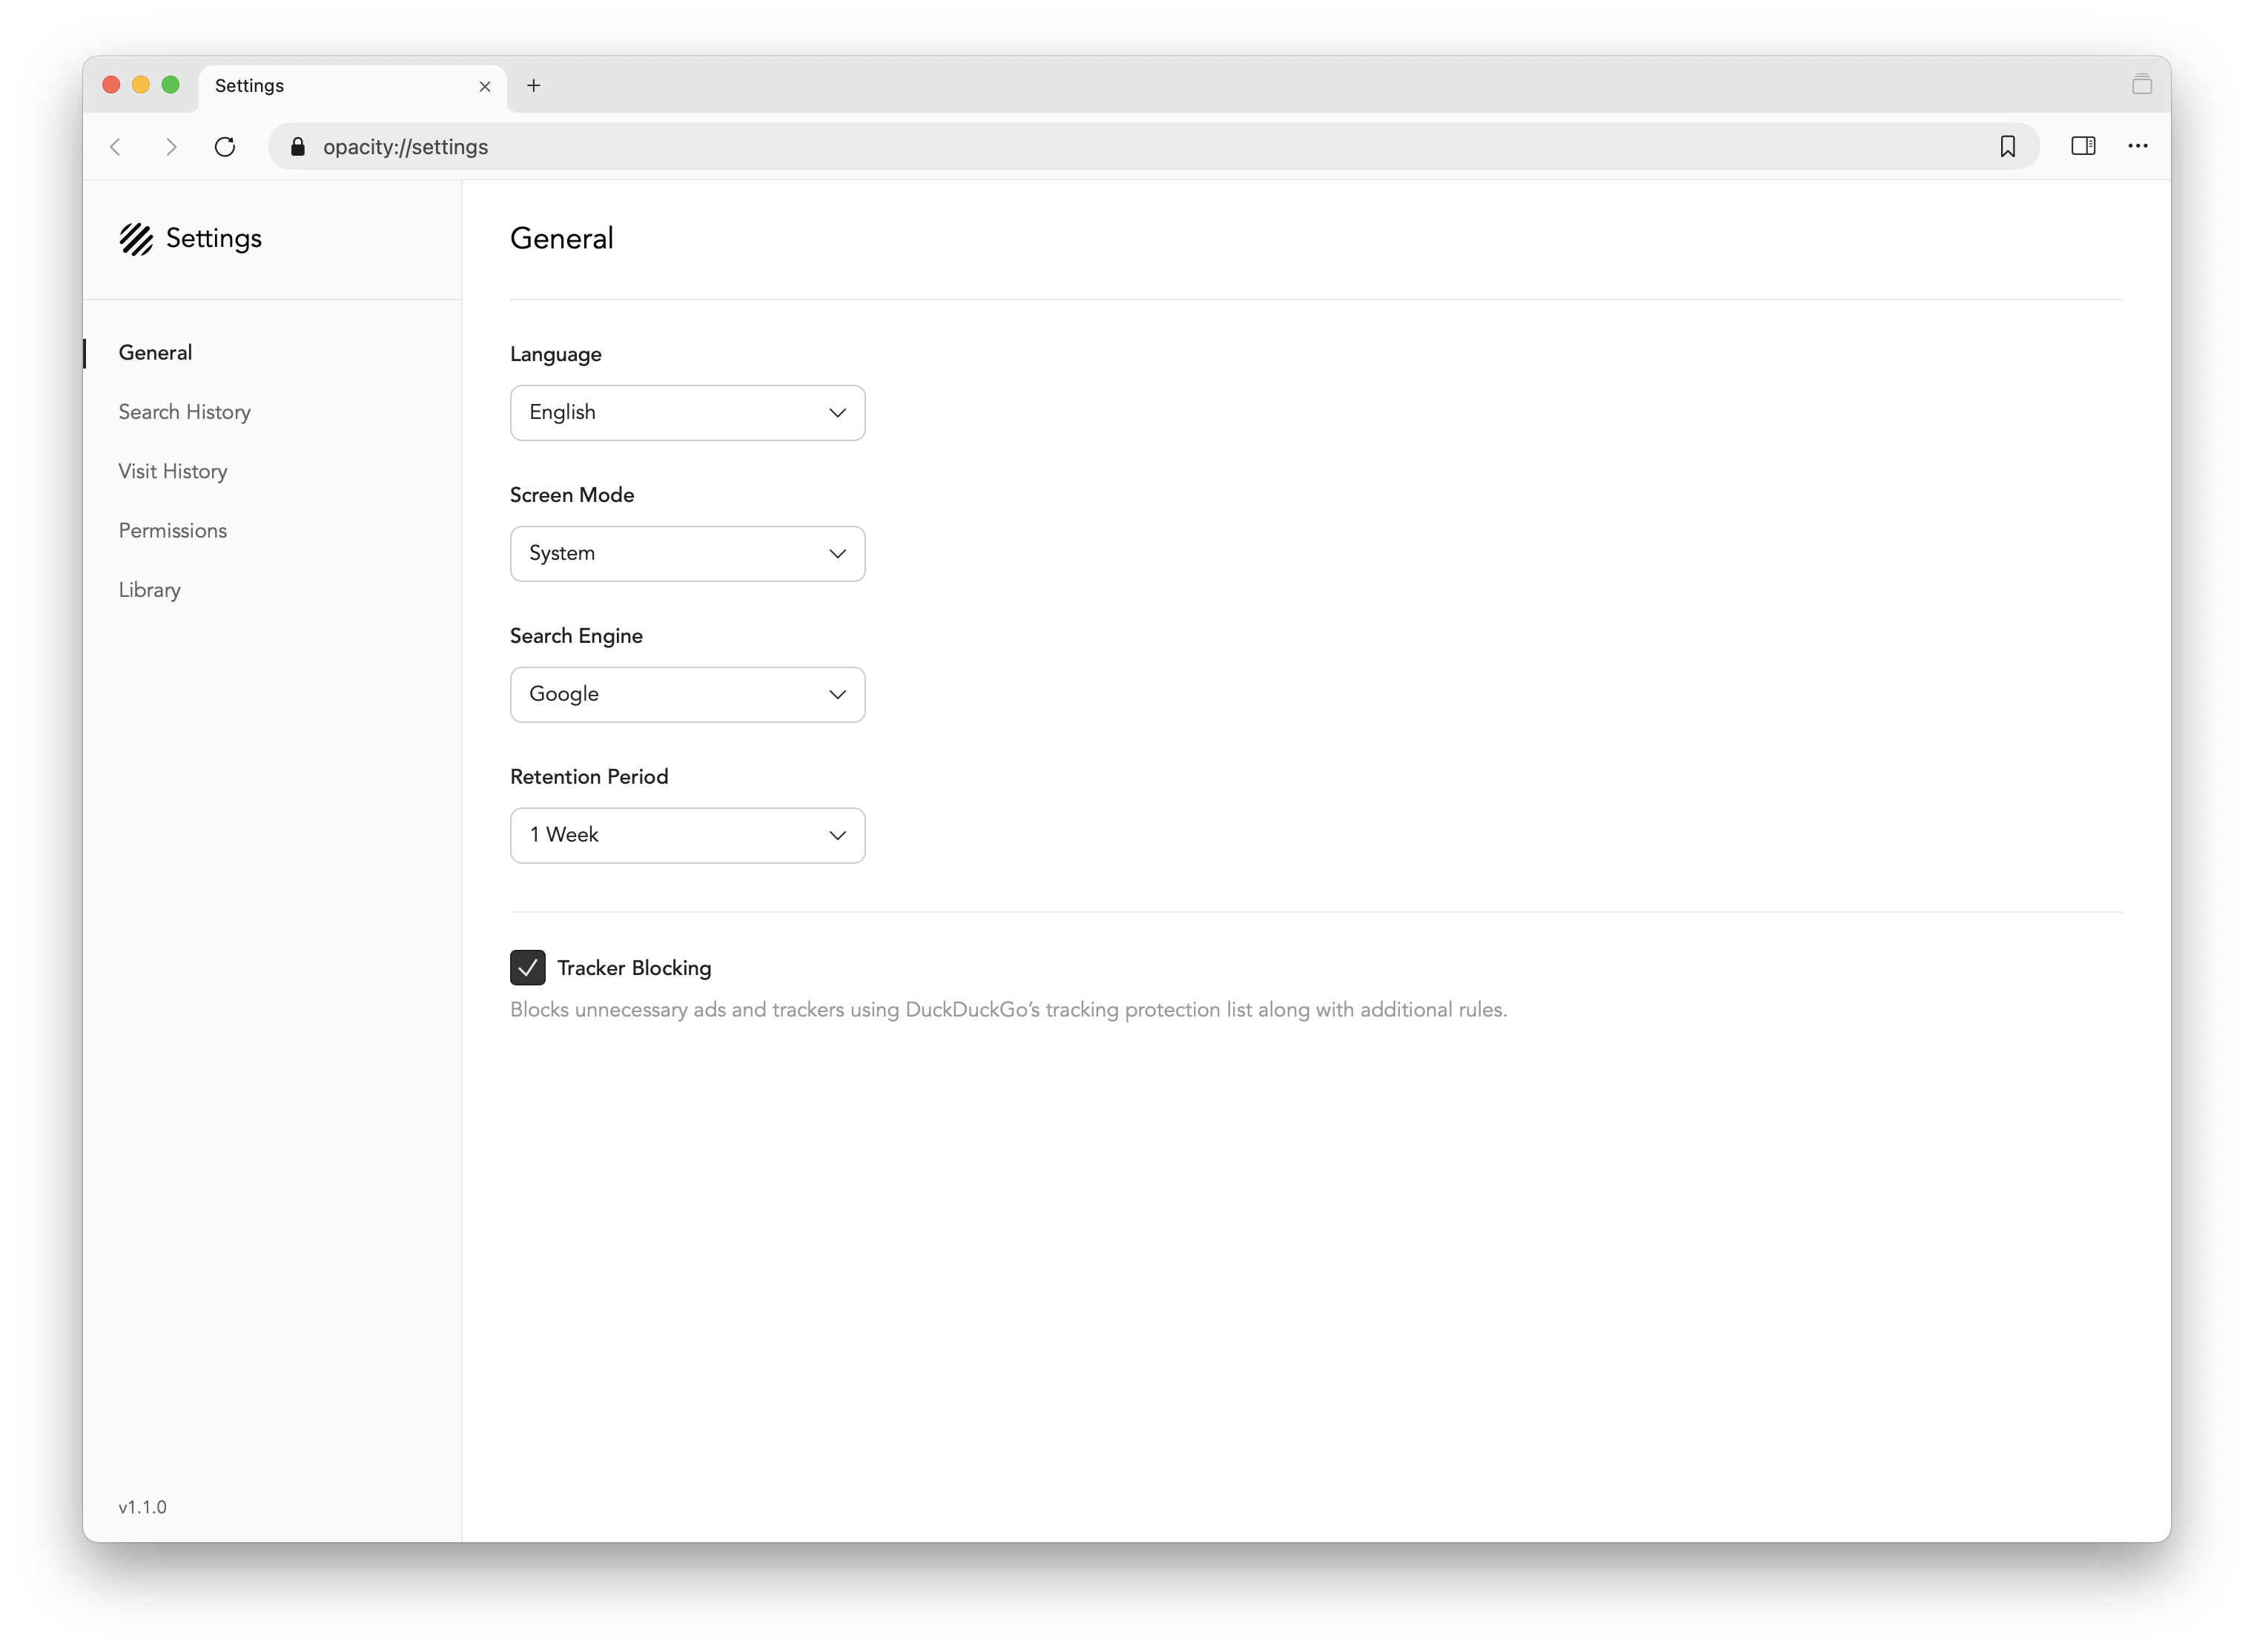 Settings
opacity://settings
Settings
General
Search History
Visit History
Permissions
Library
v1.1.0
General
Language
English
Screen Mode
System
Search Engine
Google
Retention Period
1 Week
Tracker Blocking
Blocks unnecessary ads and trackers using DuckDuckGo’s tracking protection list along with additional rules.